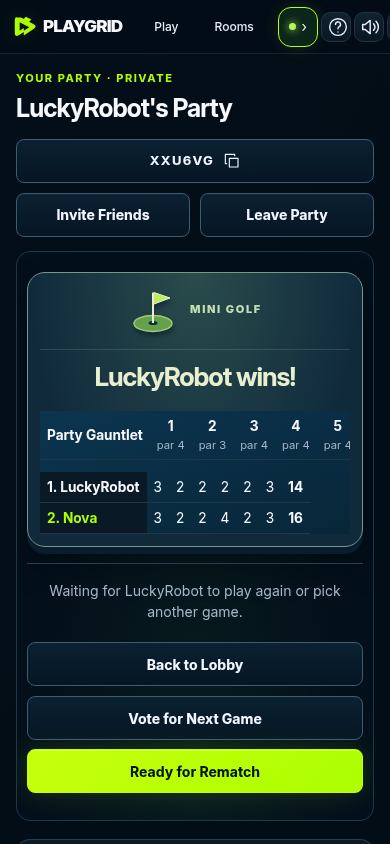 PLAYGRID Play Rooms
YOUR PARTY · PRIVATE
LuckyRobot's Party
XXU6VG
Invite Friends Leave Party
MINI GOLF
LuckyRobot wins!
Party Gauntlet 1 2 3 4 5
par 4 par 3 par 4 par 4 par 4
1. LuckyRobot 3 2 2 2 2 3 14
2. Nova 3 2 2 4 2 3 16
Waiting for LuckyRobot to play again or pick
another game.
Back to Lobby
Vote for Next Game
Ready for Rematch